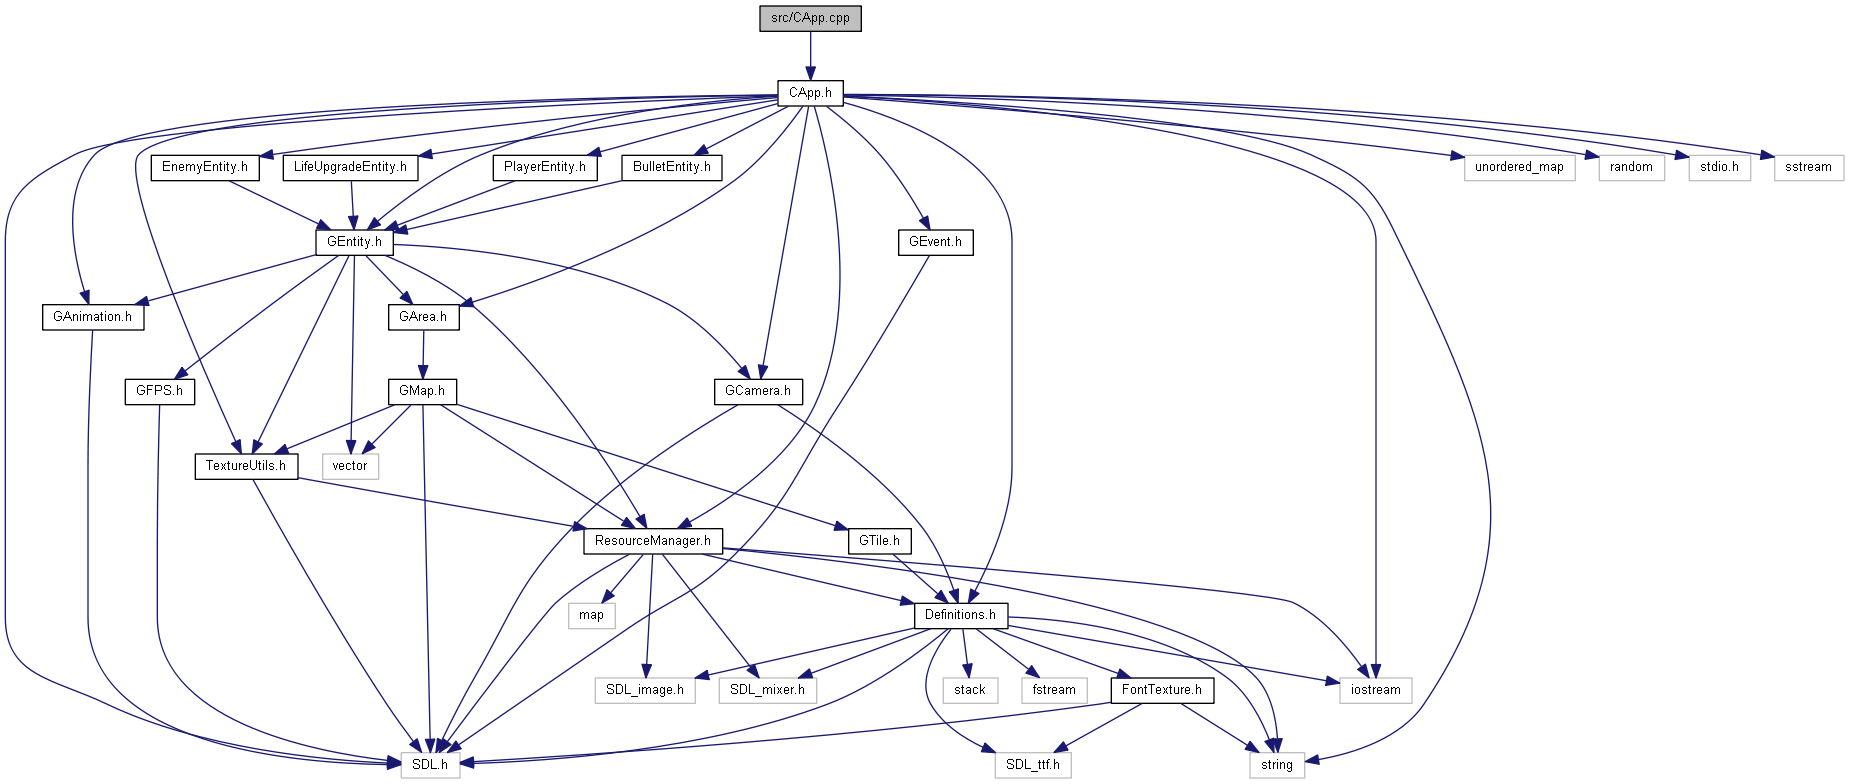 src/CApp.cpp
CApp.h
EnemyEntity.h
LifeUpgradeEntity.h
PlayerEntity.h
BulletEntity.h
unordered_map
random
stdio.h
sstream
GEntity.h
GEvent.h
GAnimation.h
GArea.h
GFPS.h
GMap.h
GCamera.h
TextureUtils.h
vector
ResourceManager.h
GTile.h
map
Definitions.h
SDL_image.h
SDL_mixer.h
stack
fstream
FontTexture.h
iostream
SDL.h
SDL_ttf.h
string